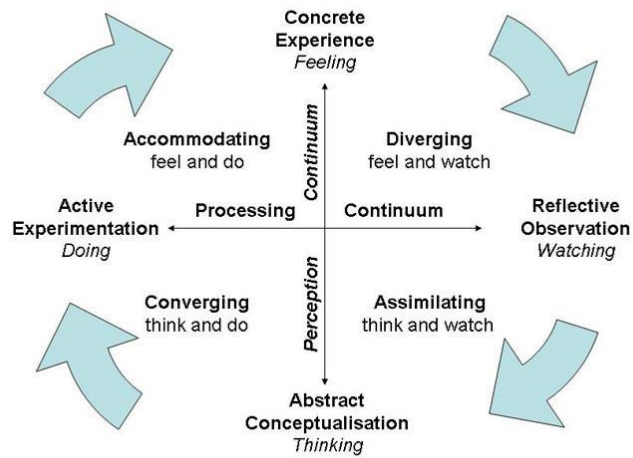 Concrete
Experience
Feeling
Accommodating
feel and do
Continuum
Diverging
feel and watch
Active
Experimentation
Doing
Processing
Continuum
Reflective
Observation
Watching
Converging
think and do
Perception
Assimilating
think and watch
Abstract
Conceptualisation
Thinking